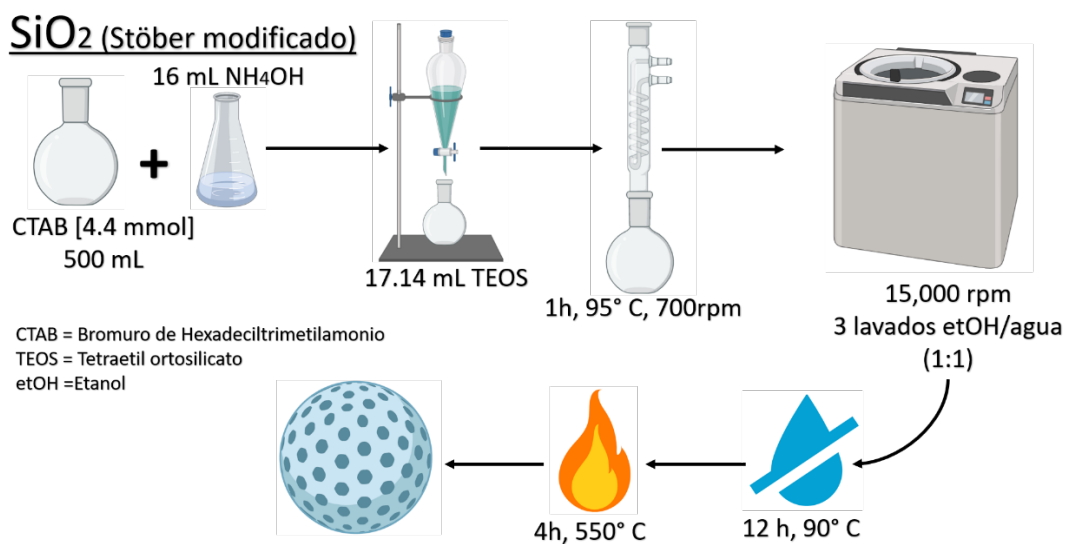 SiO2 (Stöber modificado)
16 mL NH4OH
CTAB [4.4 mmol]
500 mL
17.14 mL TEOS
1h, 95° C, 700rpm
15,000 rpm
3 lavados etOH/agua
(1:1)
CTAB = Bromuro de Hexadeciltrimetilamonio
TEOS = Tetraetil ortosilicato
etOH =Etanol
4h, 550° C
12 h, 90° C